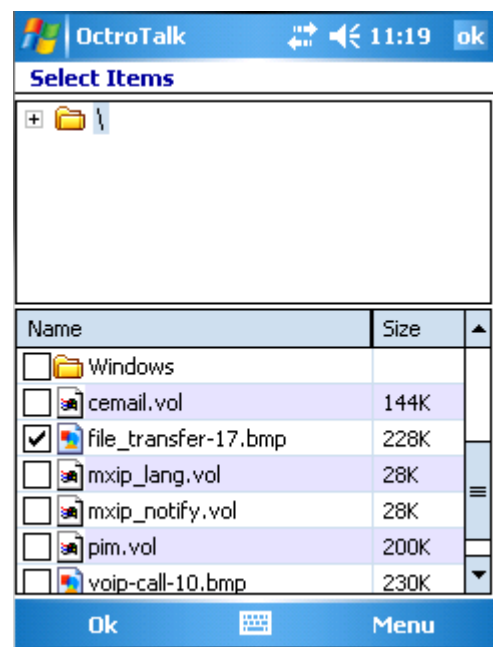 OctroTalk 11:19 ok
Select Items
\
Name Size
Windows
cemail.vol 144K
file_transfer-17.bmp 228K
mxip_lang.vol 28K
mxip_notify.vol 28K
pim.vol 200K
voip-call-10.bmp 230K
Ok Menu